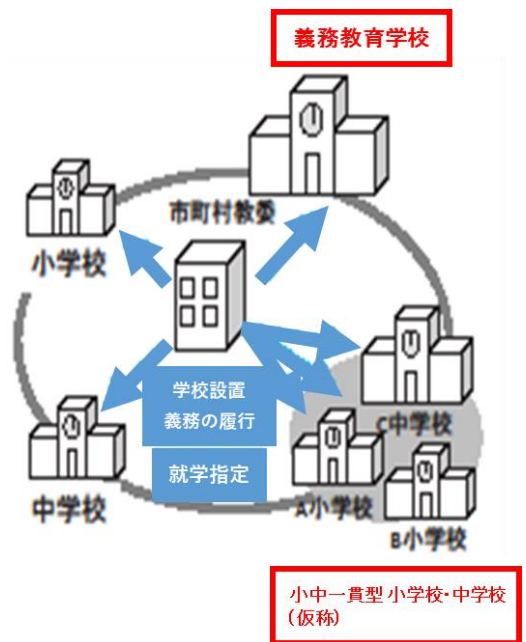 義務教育学校
市町村教委
小学校
学校設置
義務の履行
就学指定
C中学校
中学校
A小学校
B小学校
小中一貫型 小学校・中学校
(仮称)